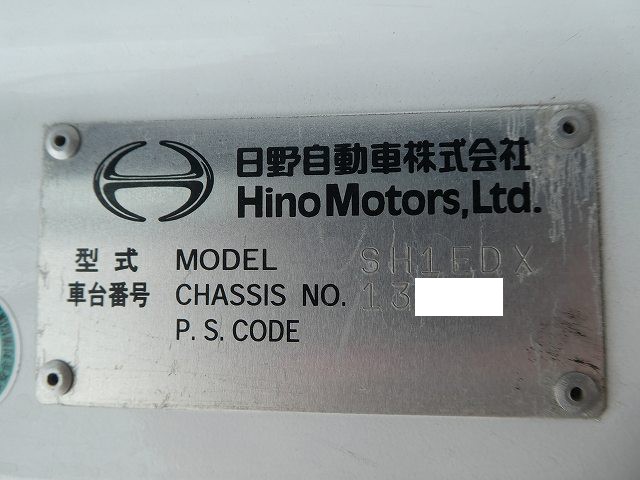 日野自動車株式会社
Hino Motors, Ltd.
型式 MODEL SH1EDX
車台番号 CHASSIS NO. 13
P. S. CODE